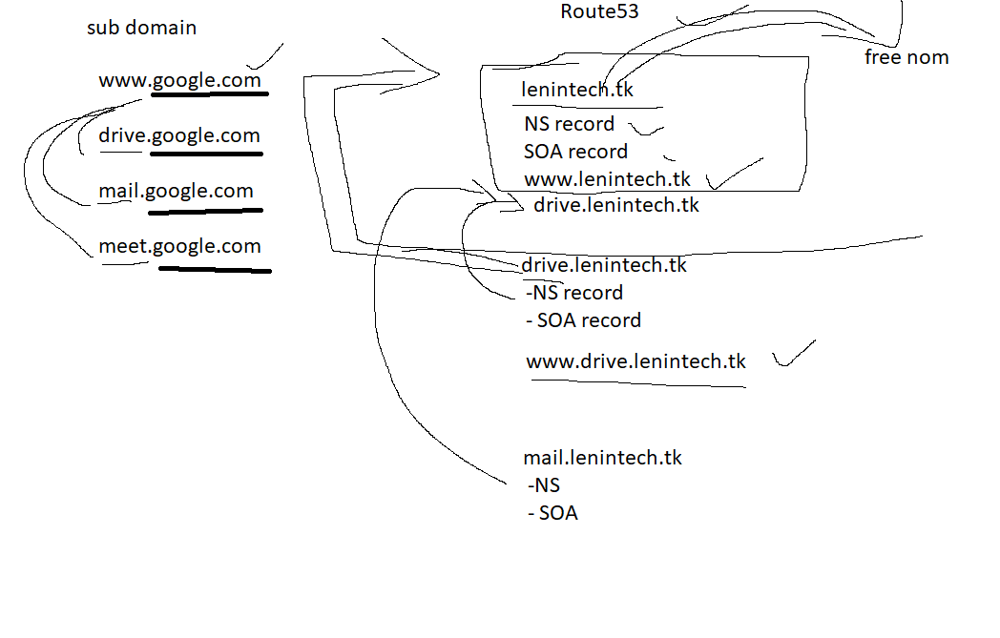 sub domain
www.google.com
drive.google.com
mail.google.com
meet.google.com
Route53
free nom
lenintech.tk
NS record
SOA record
www.lenintech.tk
drive.lenintech.tk
drive.lenintech.tk
-NS record
- SOA record
www.drive.lenintech.tk
mail.lenintech.tk
-NS
- SOA